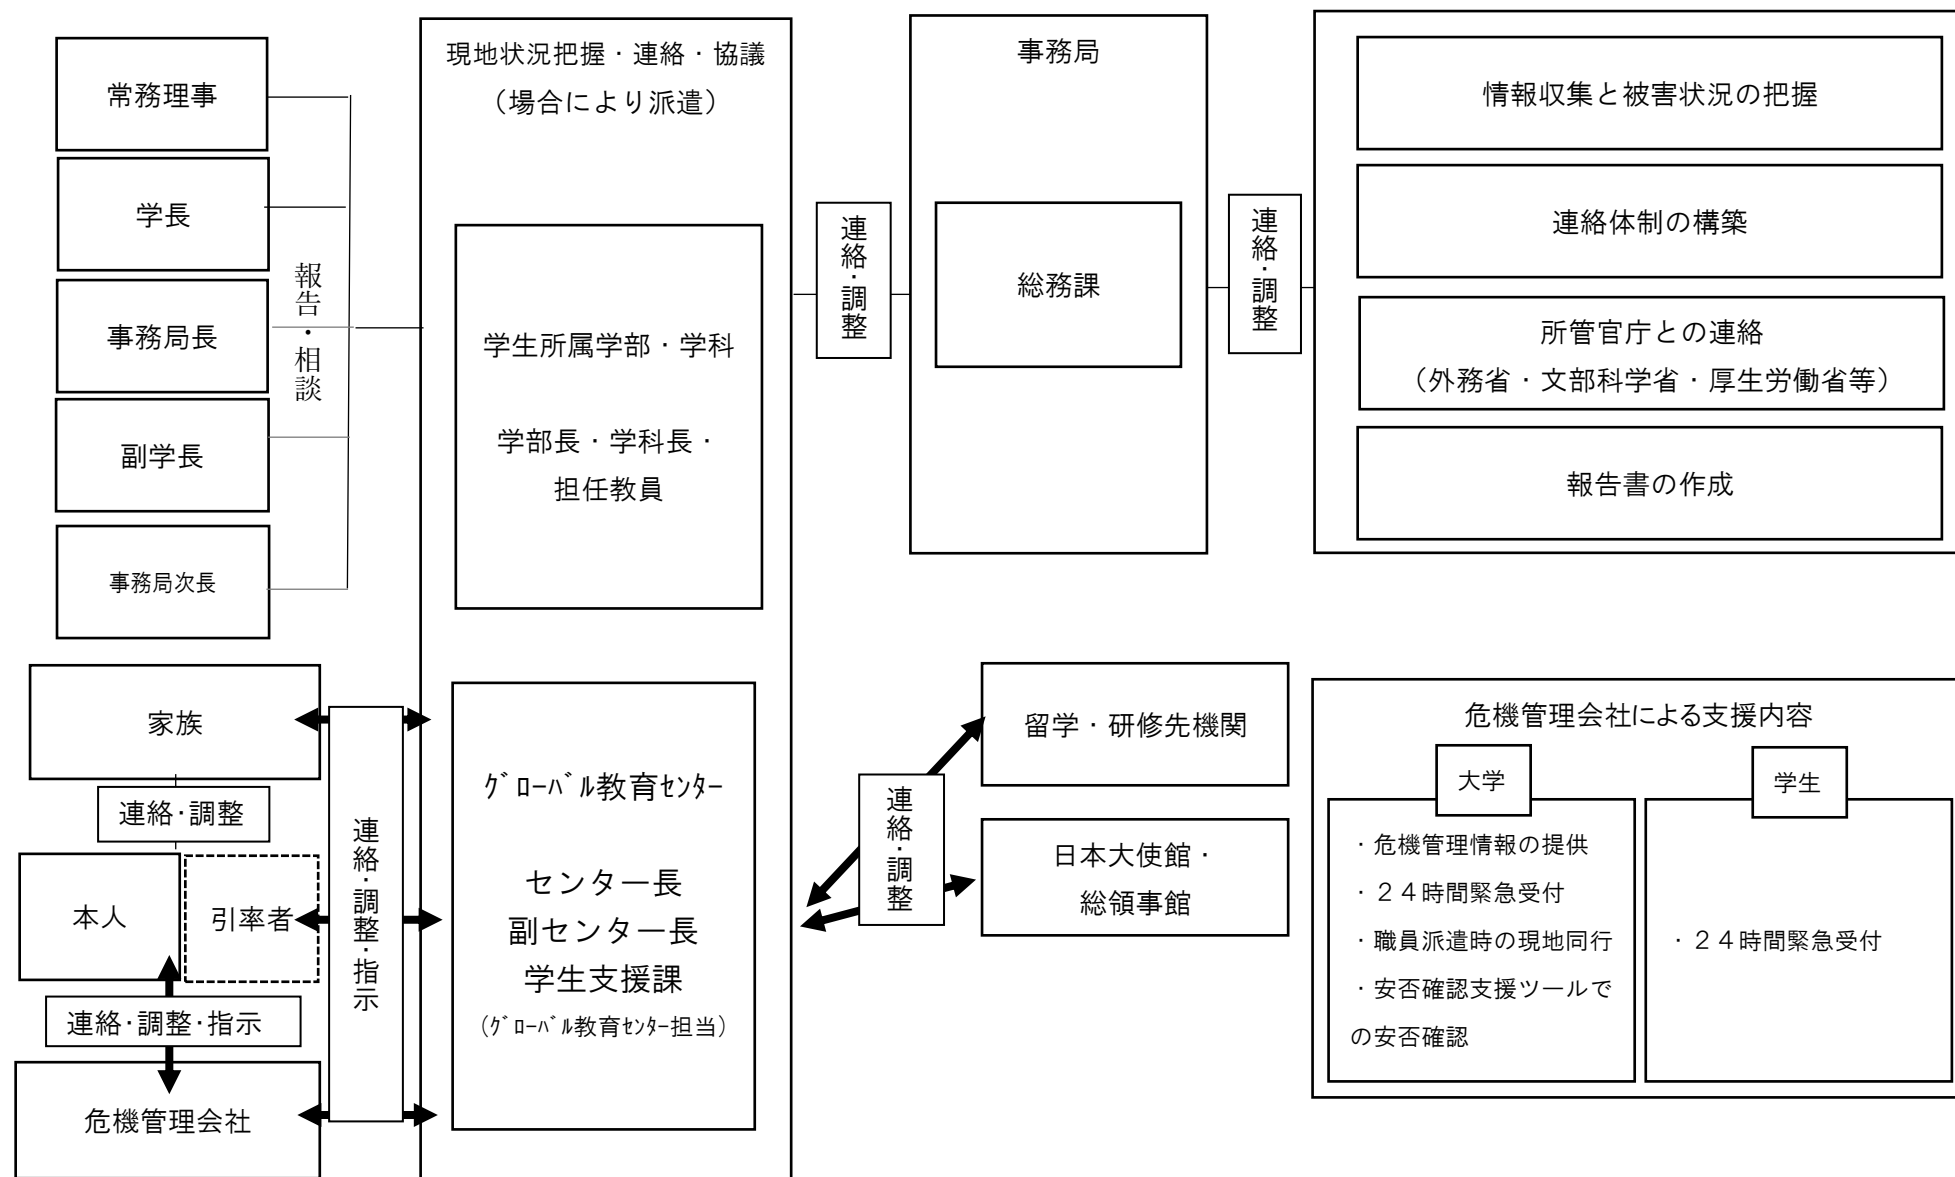 常務理事
学長
事務局長
副学長
事務局次長
報告・相談
現地状況把握・連絡・協議
（場合により派遣）
学生所属学部・学科
学部長・学科長・
担任教員
連絡・調整
事務局
総務課
連絡・調整
情報収集と被害状況の把握
連絡体制の構築
所管官庁との連絡
（外務省・文部科学省・厚生労働省等）
報告書の作成
家族
連絡・調整
本人
引率者
連絡・調整・指示
危機管理会社
連絡・調整・指示
ｸﾞﾛｰﾊﾞﾙ教育ｾﾝﾀｰ
センター長
副センター長
学生支援課
（ｸﾞﾛｰﾊﾞﾙ教育ｾﾝﾀｰ担当）
連絡・調整
留学・研修先機関
日本大使館・
総領事館
危機管理会社による支援内容
大学
・危機管理情報の提供
・２４時間緊急受付
・職員派遣時の現地同行
・安否確認支援ツールで
の安否確認
学生
・２４時間緊急受付